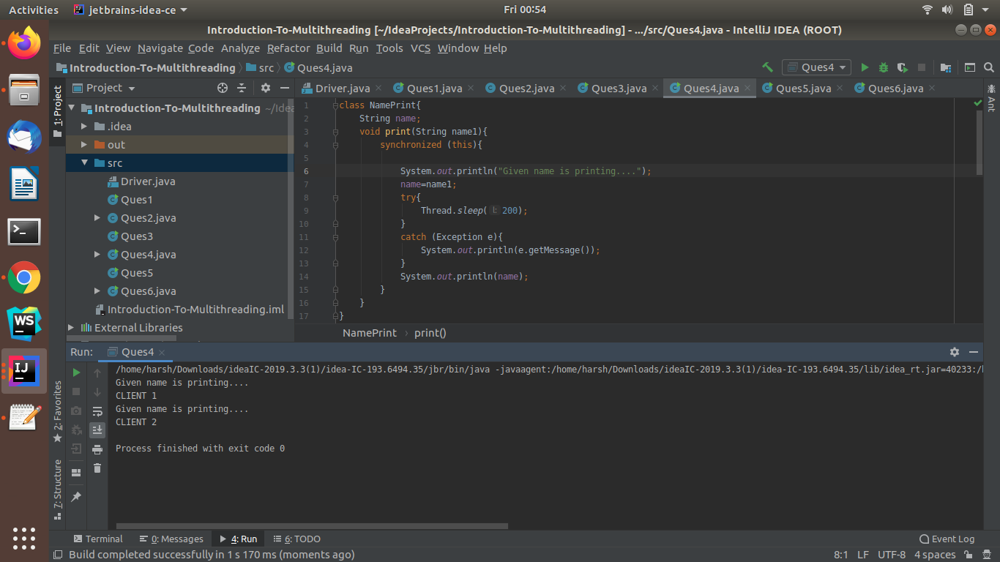 Activities jetbrains-idea-ce Fri 00:54
Introduction-To-Multithreading [~/IdeaProjects/Introduction-To-Multithreading] - .../src/Ques4.java - IntelliJ IDEA (ROOT)
File Edit View Navigate Code Analyze Refactor Build Run Tools VCS Window Help
Introduction-To-Multithreading src Ques4.java Ques4
1: Project
Project
Driver.java Ques1.java Ques2.java Ques3.java Ques4.java Ques5.java Ques6.java
Ant
Introduction-To-Multithreading ~/Idea
.idea
out
src
Driver.java
Ques1
Ques2.java
Ques3
Ques4.java
Ques5
Ques6.java
Introduction-To-Multithreading.iml
External Libraries
1 class NamePrint{
2 String name;
3 void print(String name1){
4 synchronized (this){
5
6 System.out.println("Given name is printing....");
7 name=name1;
8 try{
9 Thread.sleep( l: 200);
10 }
11 catch (Exception e){
12 System.out.println(e.getMessage());
13 }
14 System.out.println(name);
15 }
16 }
17 }
NamePrint › print()
Run: Ques4
/home/harsh/Downloads/ideaIC-2019.3.3(1)/idea-IC-193.6494.35/jbr/bin/java -javaagent:/home/harsh/Downloads/ideaIC-2019.3.3(1)/idea-IC-193.6494.35/lib/idea_rt.jar=40233:/
Given name is printing....
CLIENT 1
Given name is printing....
CLIENT 2
Process finished with exit code 0
2: Favorites
7: Structure
WS
IJ
Terminal 0: Messages 4: Run 6: TODO Event Log
Build completed successfully in 1 s 170 ms (moments ago) 8:1 LF UTF-8 4 spaces